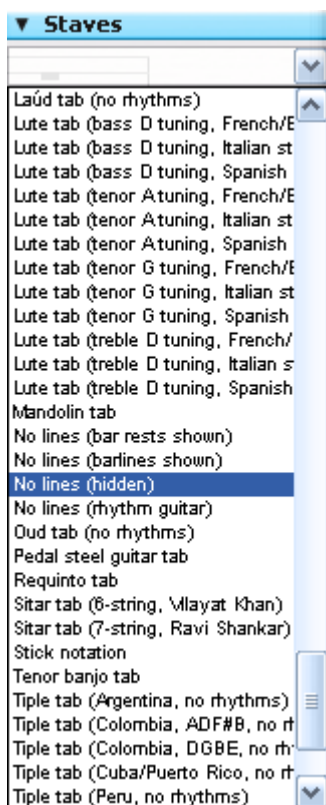 ▼ Staves
Laúd tab (no rhythms)
Lute tab (bass D tuning, French/E
Lute tab (bass D tuning, Italian st
Lute tab (bass D tuning, Spanish
Lute tab (tenor A tuning, French/E
Lute tab (tenor A tuning, Italian st
Lute tab (tenor A tuning, Spanish
Lute tab (tenor G tuning, French/E
Lute tab (tenor G tuning, Italian st
Lute tab (tenor G tuning, Spanish
Lute tab (treble D tuning, French/
Lute tab (treble D tuning, Italian s
Lute tab (treble D tuning, Spanish
Mandolin tab
No lines (bar rests shown)
No lines (barlines shown)
No lines (hidden)
No lines (rhythm guitar)
Oud tab (no rhythms)
Pedal steel guitar tab
Requinto tab
Sitar tab (6-string, Vilayat Khan)
Sitar tab (7-string, Ravi Shankar)
Stick notation
Tenor banjo tab
Tiple tab (Argentina, no rhythms)
Tiple tab (Colombia, ADF#B, no rh
Tiple tab (Colombia, DGBE, no rh
Tiple tab (Cuba/Puerto Rico, no rh
Tiple tab (Peru, no rhythms)